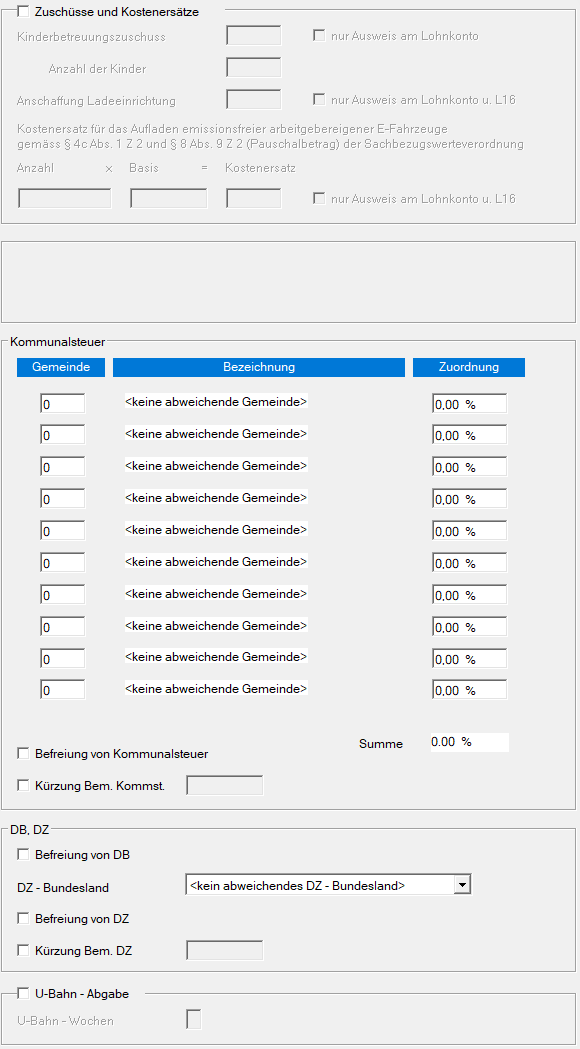 Zuschüsse und Kostenersätze
Kinderbetreuungszuschuss nur Ausweis am Lohnkonto
Anzahl der Kinder
Anschaffung Ladeeinrichtung nur Ausweis am Lohnkonto u. L16
Kostenersatz für das Aufladen emissionsfreier arbeitgebereigener E-Fahrzeuge
gemäss § 4c Abs. 1 Z 2 und § 8 Abs. 9 Z 2 (Pauschalbetrag) der Sachbezugswerteverordnung
Anzahl x Basis = Kostenersatz
nur Ausweis am Lohnkonto u. L16
Kommunalsteuer
Gemeinde Bezeichnung Zuordnung
0 <keine abweichende Gemeinde> 0,00 %
0 <keine abweichende Gemeinde> 0,00 %
0 <keine abweichende Gemeinde> 0,00 %
0 <keine abweichende Gemeinde> 0,00 %
0 <keine abweichende Gemeinde> 0,00 %
0 <keine abweichende Gemeinde> 0,00 %
0 <keine abweichende Gemeinde> 0,00 %
0 <keine abweichende Gemeinde> 0,00 %
0 <keine abweichende Gemeinde> 0,00 %
0 <keine abweichende Gemeinde> 0,00 %
Summe 0.00 %
Befreiung von Kommunalsteuer
Kürzung Bem. Kommst.
DB, DZ
Befreiung von DB
DZ - Bundesland <kein abweichendes DZ - Bundesland>
Befreiung von DZ
Kürzung Bem. DZ
U-Bahn - Abgabe
U-Bahn - Wochen